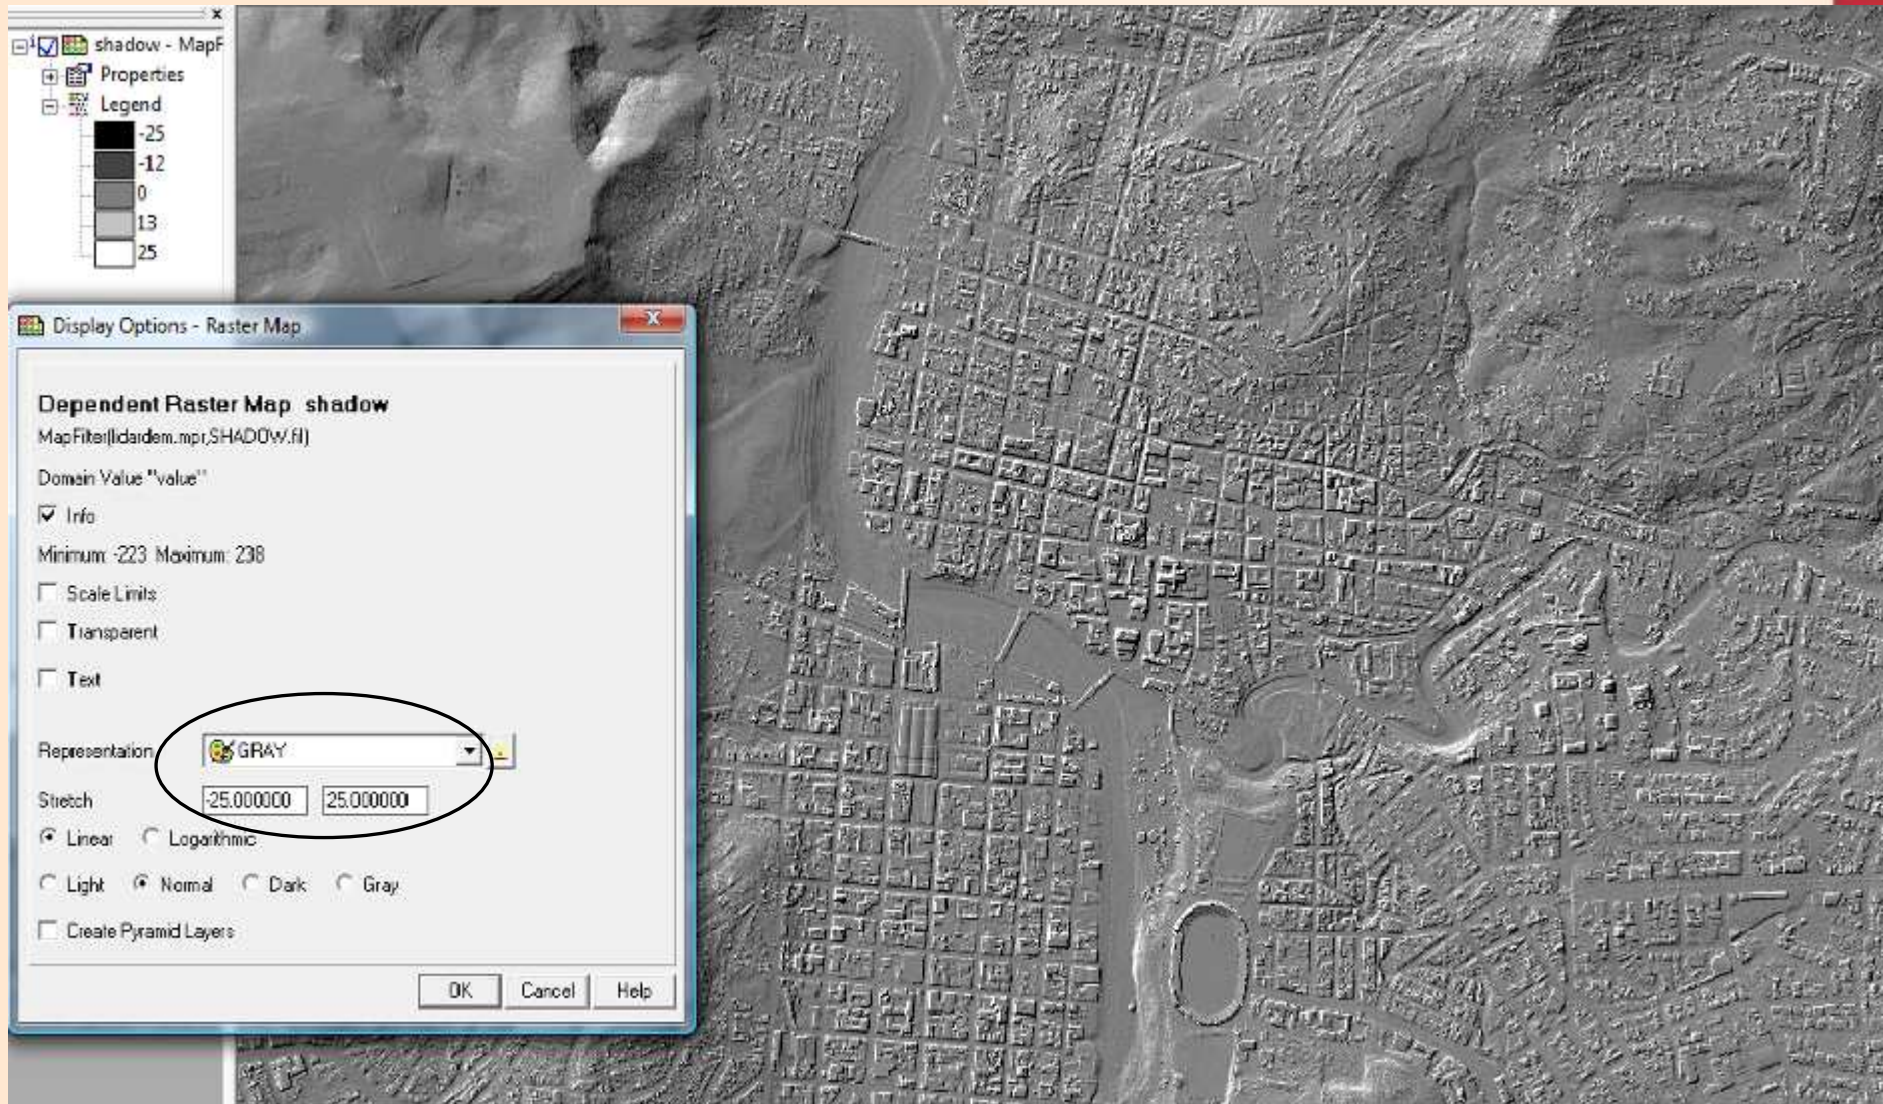 x
shadow - MapF
Properties
Legend
-25
-12
0
13
25
Display Options - Raster Map
Dependent Raster Map shadow
MapFilter(lidardem.mpr,SHADOW.fil)
Domain Value "value"
Info
Minimum: -223 Maximum: 238
Scale Limits
Transparent
Text
Representation GRAY
Stretch -25.000000 25.000000
Linear Logarithmic
Light Normal Dark Gray
Create Pyramid Layers
OK Cancel Help